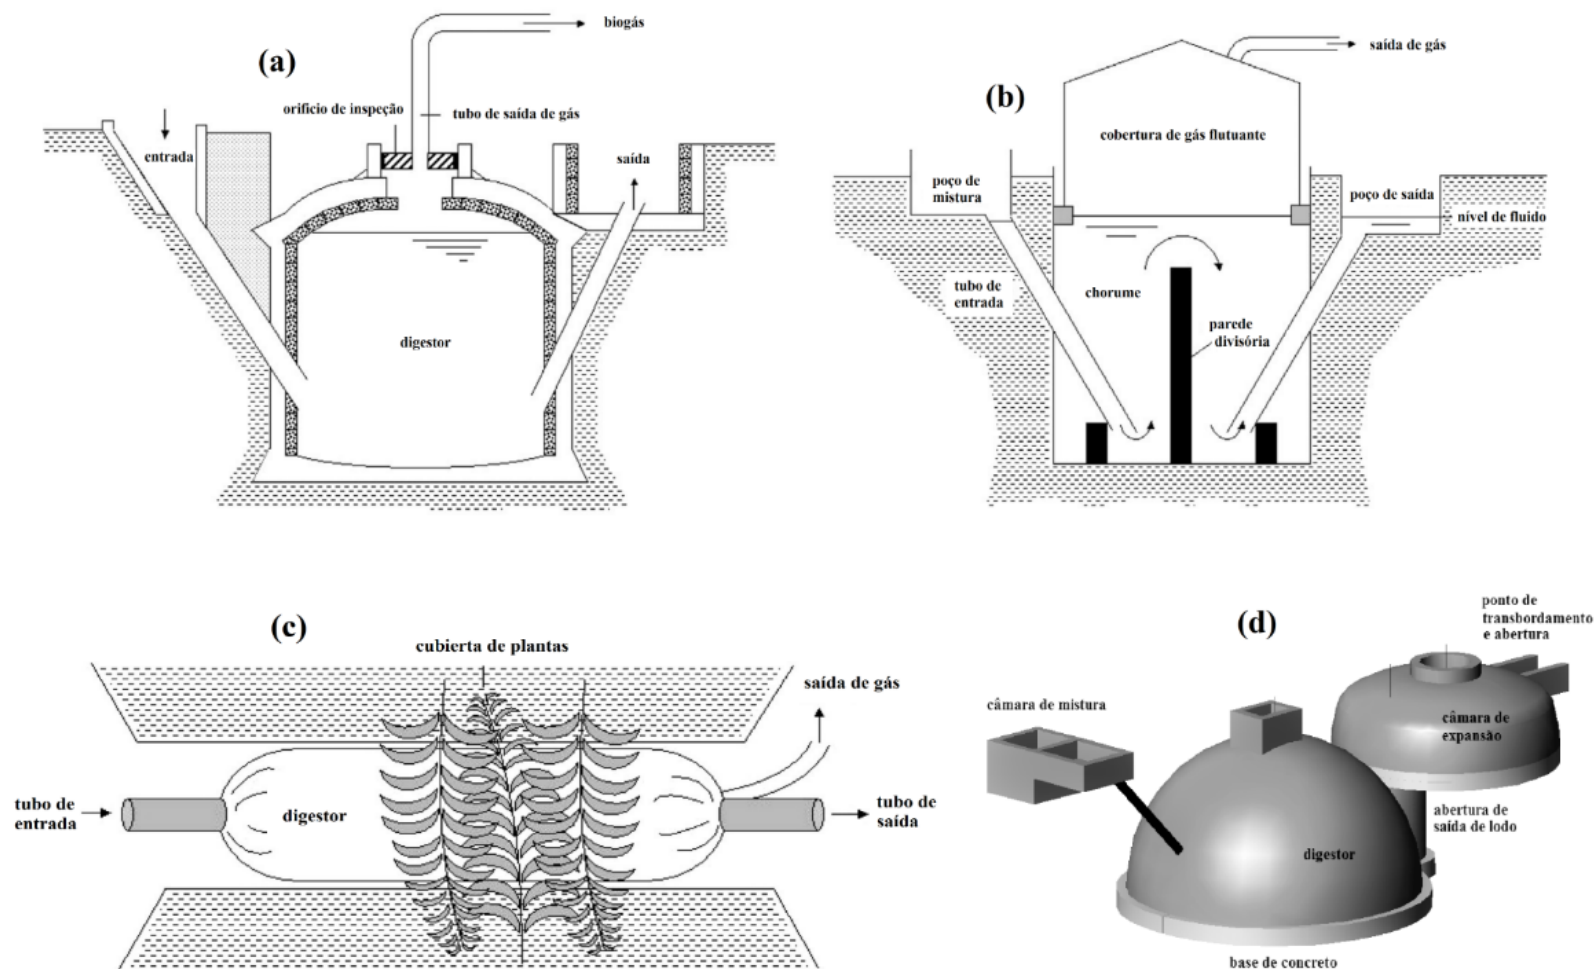 (a)
biogás
orifício de inspeção
tubo de saída de gás
entrada
saída
digestor
(b)
saída de gás
cobertura de gás flutuante
poço de
mistura
poço de saída
nível de fluido
tubo de
entrada
chorume
parede
divisória
(c)
cubierta de plantas
saída de gás
tubo de
entrada
digestor
tubo de
saída
(d)
ponto de
transbordamento
e abertura
câmara de mistura
câmara de
expansão
abertura de
saída de lodo
digestor
base de concreto